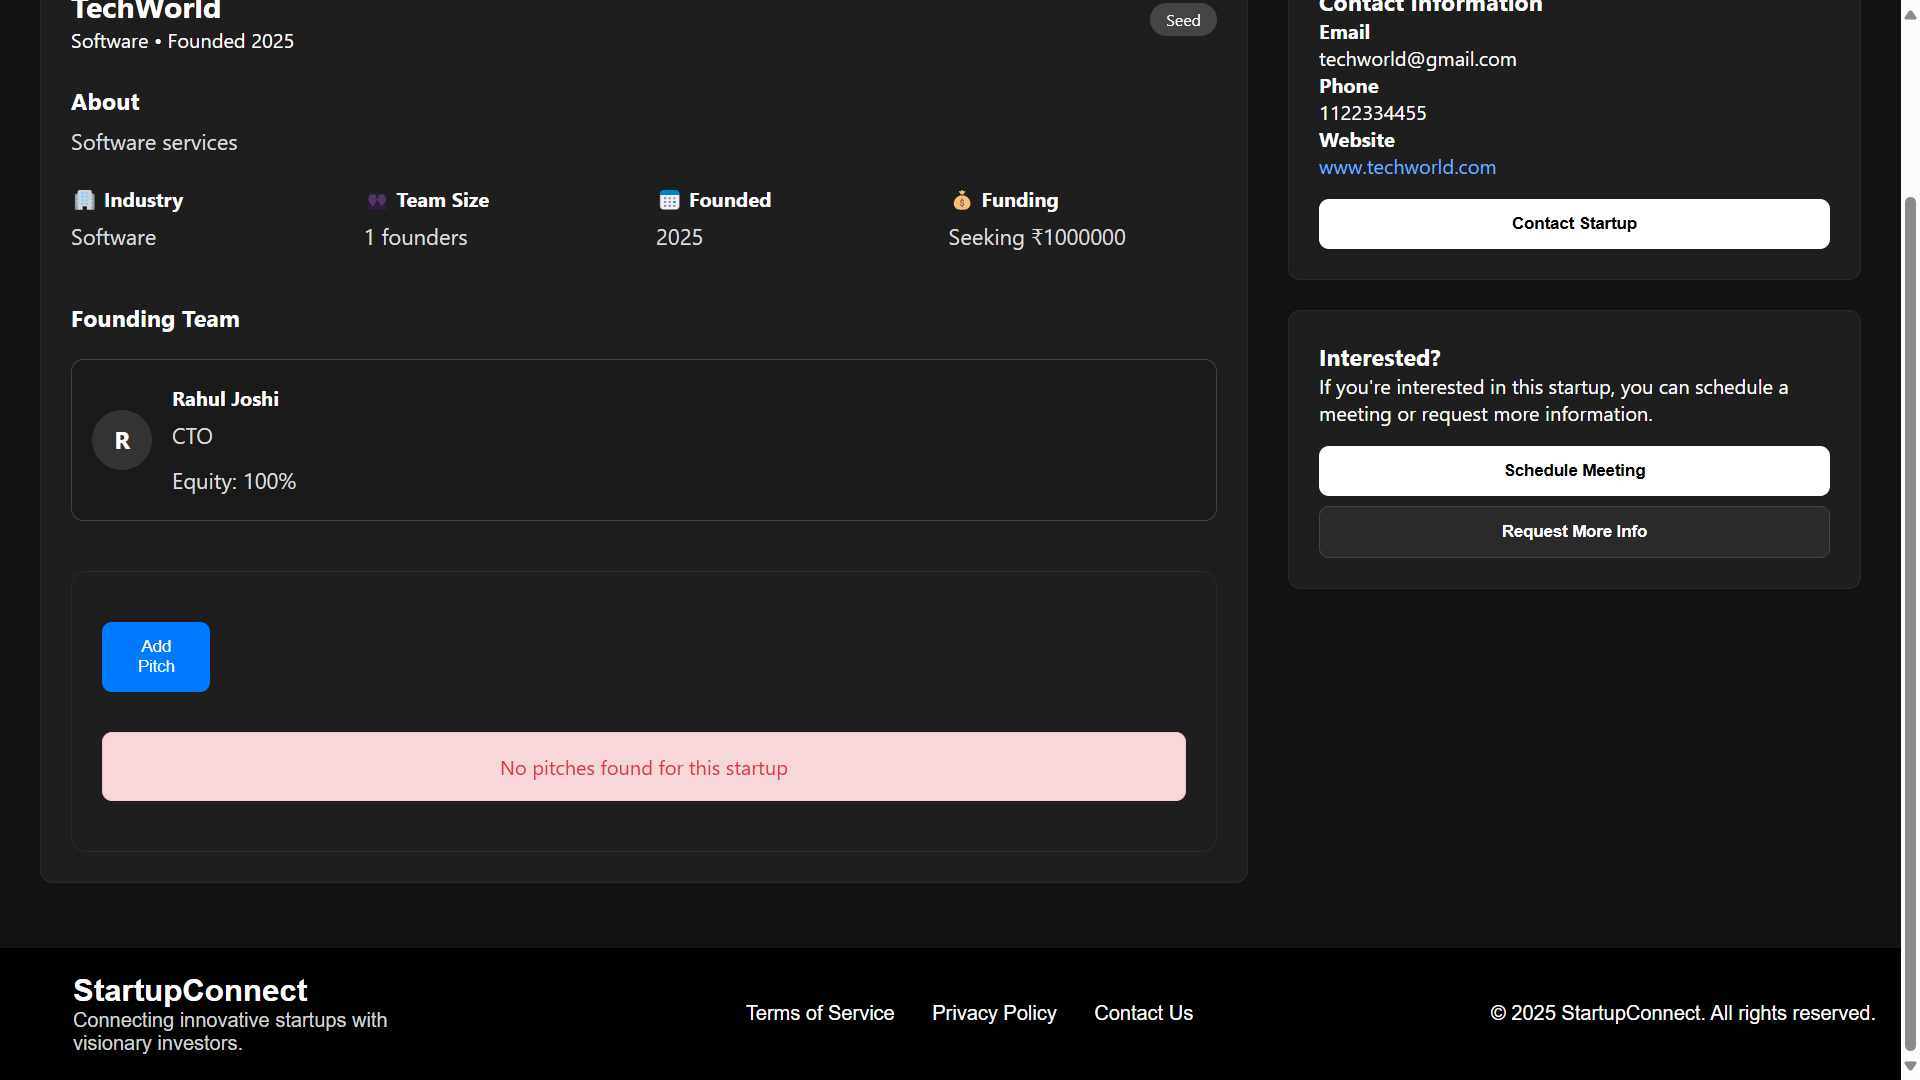 TechWorld
Seed
Software • Founded 2025
About
Software services
Industry
Software
Team Size
1 founders
Founded
2025
Funding
Seeking ₹1000000
Founding Team
R
Rahul Joshi
CTO
Equity: 100%
Add
Pitch
No pitches found for this startup
Contact Information
Email
techworld@gmail.com
Phone
1122334455
Website
www.techworld.com
Contact Startup
Interested?
If you're interested in this startup, you can schedule a
meeting or request more information.
Schedule Meeting
Request More Info
StartupConnect
Connecting innovative startups with
visionary investors.
Terms of Service
Privacy Policy
Contact Us
© 2025 StartupConnect. All rights reserved.